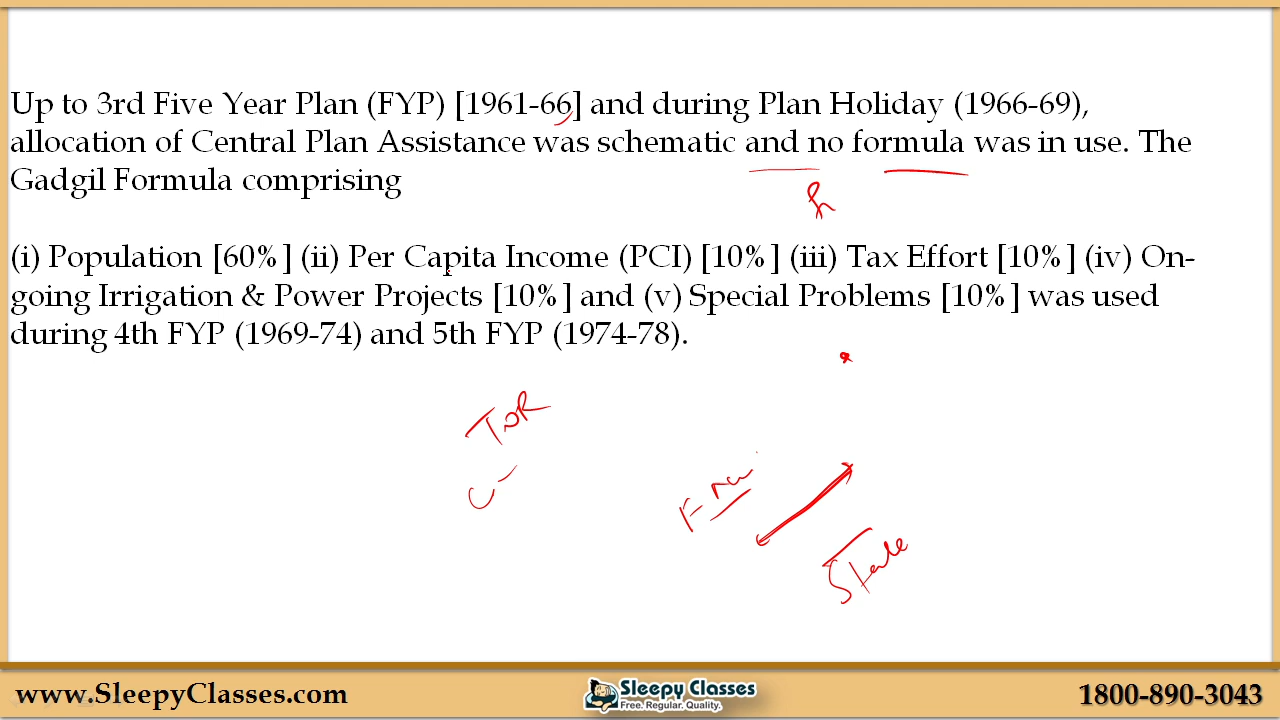 Up to 3rd Five Year Plan (FYP) [1961-66] and during Plan Holiday (1966-69),
allocation of Central Plan Assistance was schematic and no formula was in use. The
Gadgil Formula comprising
(i) Population [60%] (ii) Per Capita Income (PCI) [10%] (iii) Tax Effort [10%] (iv) On-
going Irrigation & Power Projects [10%] and (v) Special Problems [10%] was used
during 4th FYP (1969-74) and 5th FYP (1974-78).
TOR
State
www.SleepyClasses.com
Sleepy Classes
Free. Regular. Quality.
1800-890-3043